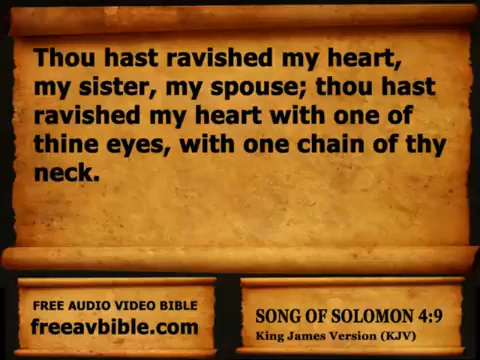 Thou hast ravished my heart,
my sister, my spouse; thou hast
ravished my heart with one of
thine eyes, with one chain of thy
neck.
FREE AUDIO VIDEO BIBLE
freeavbible.com
SONG OF SOLOMON 4:9
King James Version (KJV)